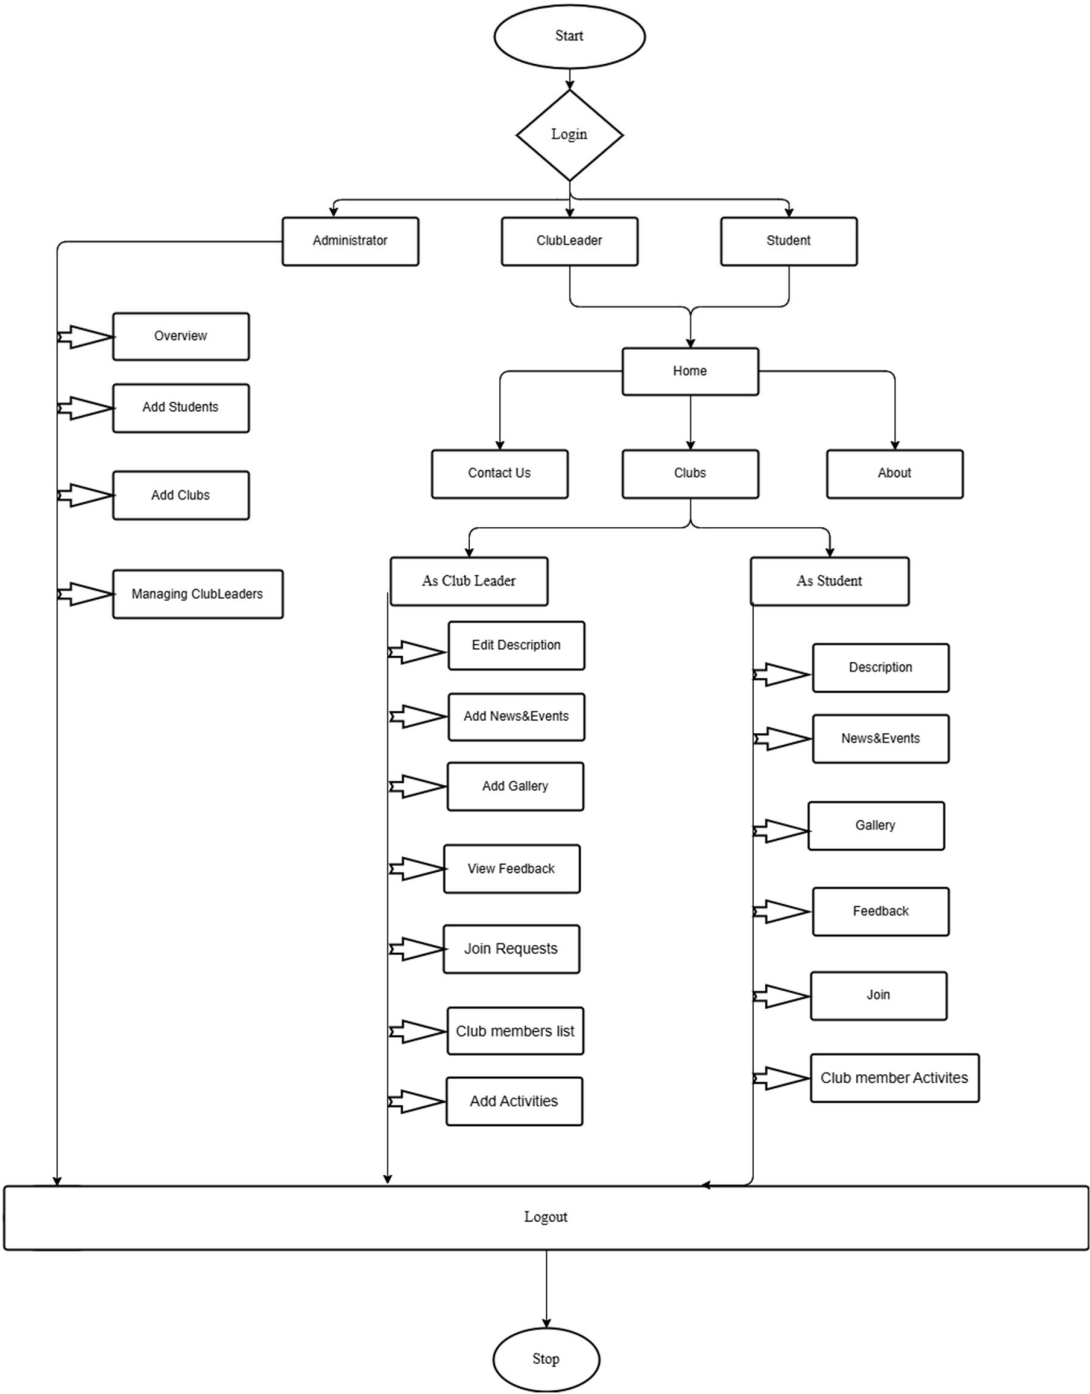 Start
Login
Administrator
ClubLeader
Student
Overview
Add Students
Add Clubs
Managing ClubLeaders
Home
Contact Us
Clubs
About
As Club Leader
As Student
Edit Description
Add News&Events
Add Gallery
View Feedback
Join Requests
Club members list
Add Activities
Description
News&Events
Gallery
Feedback
Join
Club member Activites
Logout
Stop